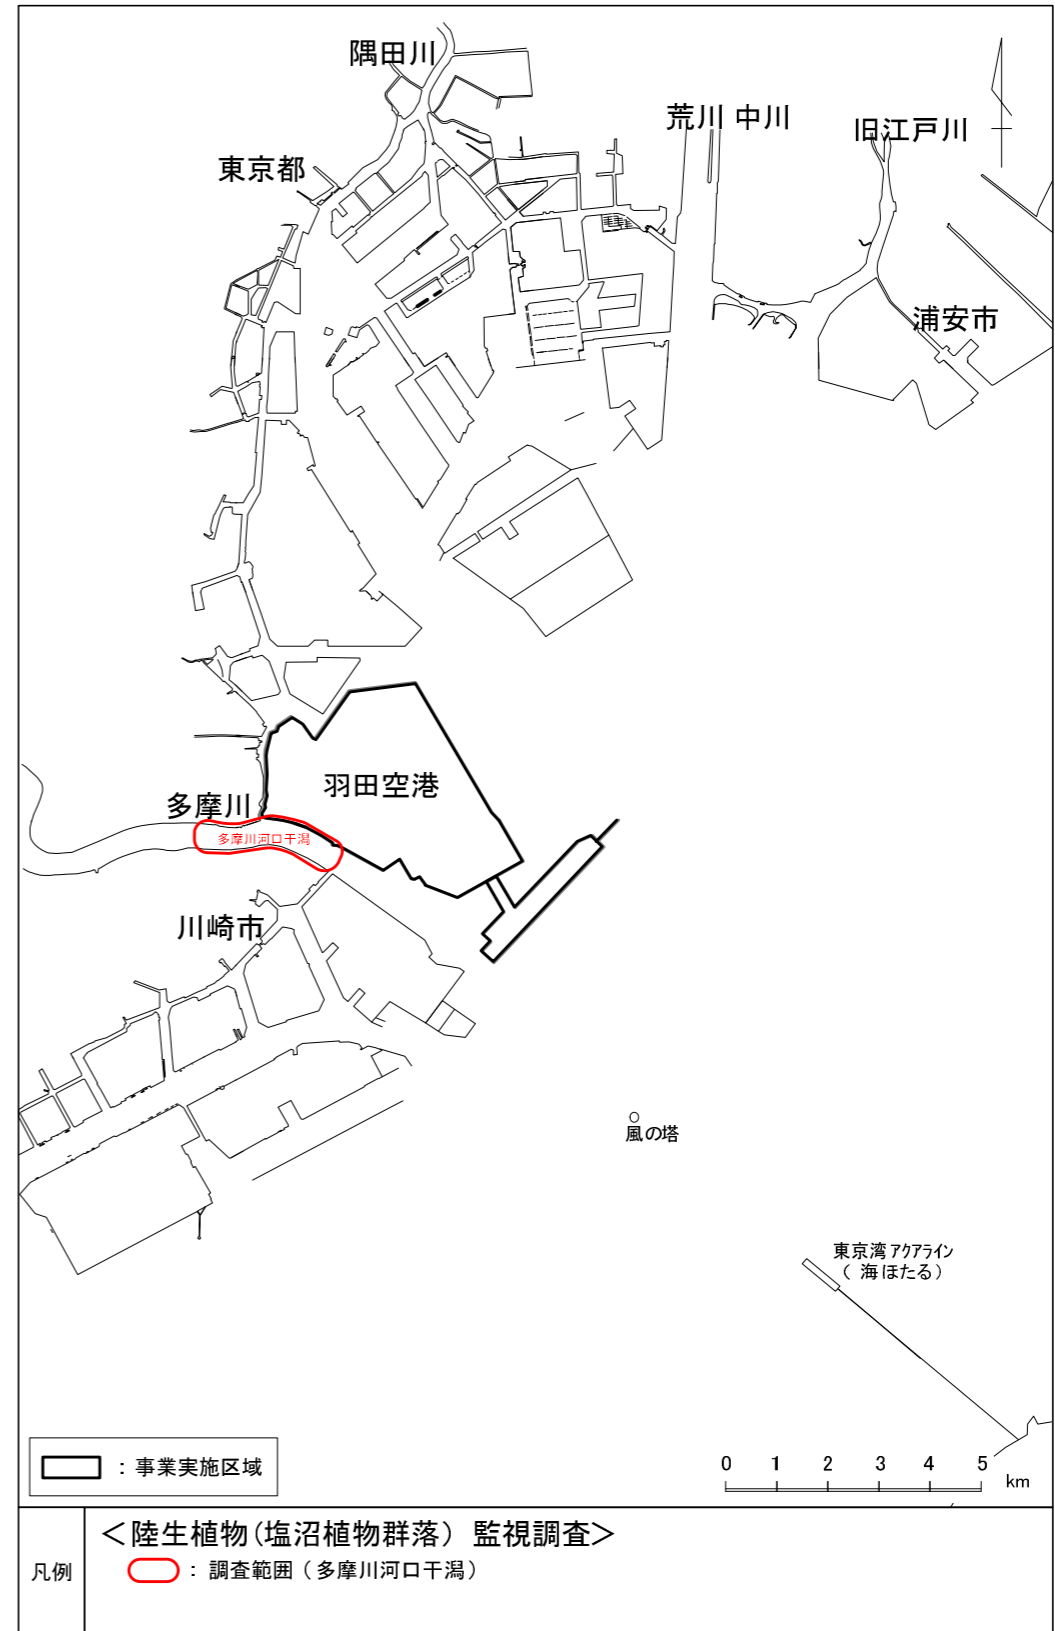 隅田川
荒川 中川
旧江戸川
東京都
浦安市
羽田空港
多摩川
多摩川河口干潟
川崎市
風の塔
東京湾アクアライン
（ 海ほたる）
：事業実施区域
0 1 2 3 4 5
km
凡例
＜陸生植物（塩沼植物群落） 監視調査＞
：調査範囲（多摩川河口干潟）